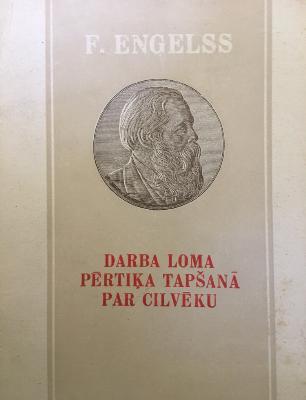 F. ENGELSS
DARBA LOMA
PĒRTIĶA TAPŠANĀ
PAR CILVĒKU